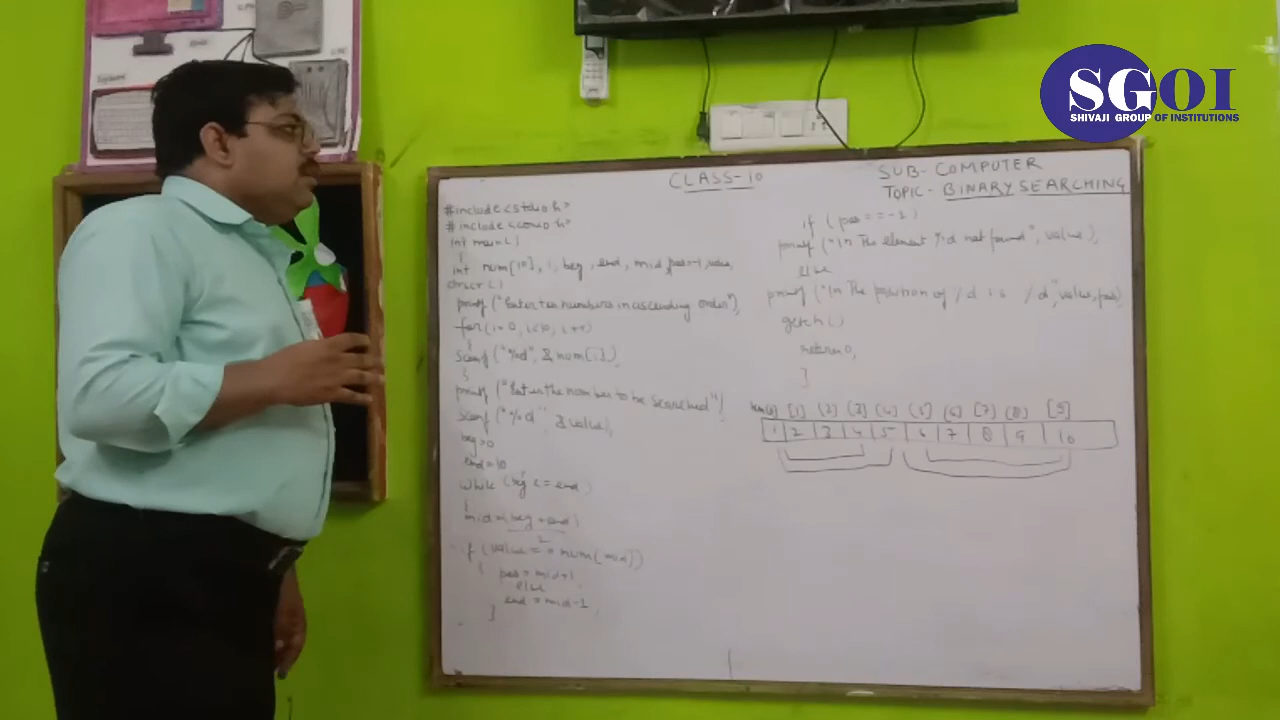 SGOI
SHIVAJI GROUP OF INSTITUTIONS
Keyboard
CLASS-10
SUB- COMPUTER
TOPIC- BINARY SEARCHING
#include<stdio.h>
#include<conio.h>
int main()
{
int num[10], i, beg, end, mid, pos=-1, value,
clrscr()
printf("Enter ten numbers in ascending order"),
for(i=0, i<10, i++)
{
scanf("%d", &num[i]),
}
printf("Enter the number to be searched"),
scanf("%d", &value),
beg=0
end=10
while (beg <= end)
{
mid=(beg+end)
2
if (value == num(mid))
{
pos=mid+1
else
end=mid-1
}
if (pos==-1)
printf("\n The element %d not found", value),
else
printf("\n The position of %d is %d", value, pos)
getch()
return 0,
}
[1] (2) (3) (4) (5) (6) [7] (8) [9]
1 2 3 4 5 6 7 8 9 10